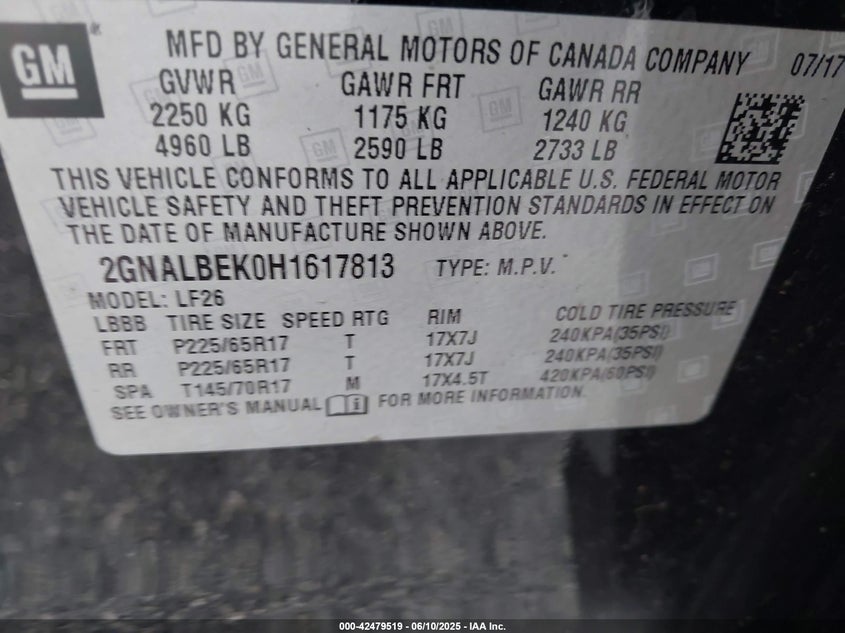 GM
MFD BY GENERAL MOTORS OF CANADA COMPANY 07/17
GVWR GAWR FRT GAWR RR
2250 KG 1175 KG 1240 KG
4960 LB 2590 LB 2733 LB
THIS VEHICLE CONFORMS TO ALL APPLICABLE U.S. FEDERAL MOTOR
VEHICLE SAFETY AND THEFT PREVENTION STANDARDS IN EFFECT ON
THE DATE OF MANUFACTURE SHOWN ABOVE.
2GNALBEK0H1617813 TYPE: M.P.V.
MODEL: LF26
LBBB TIRE SIZE SPEED RTG RIM COLD TIRE PRESSURE
FRT P225/65R17 T 17X7J 240KPA(35PSI)
RR P225/65R17 T 17X7J 240KPA(35PSI)
SPA T145/70R17 M 17X4.5T 420KPA(60PSI)
SEE OWNER'S MANUAL FOR MORE INFORMATION.
000-42479519 - 06/10/2025 - IAA Inc.